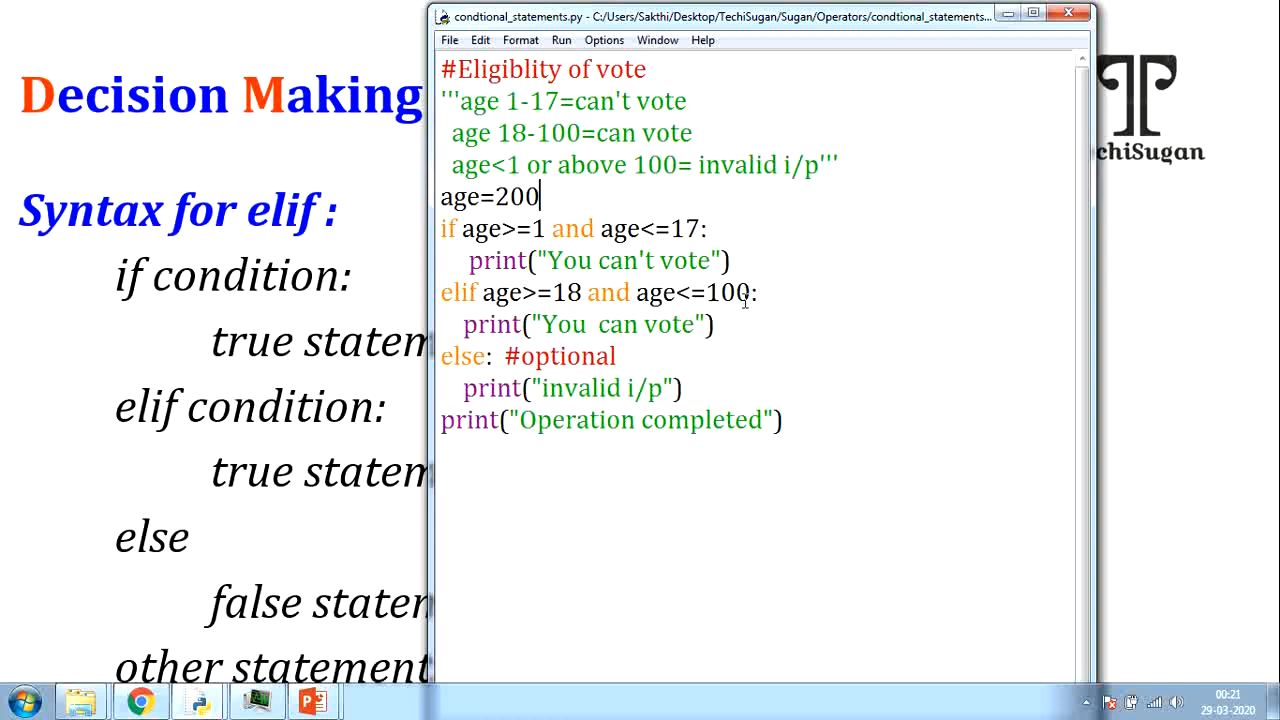 condtional_statements.py - C:/Users/Sakthi/Desktop/TechiSugan/Sugan/Operators/condtional_statements...
File Edit Format Run Options Window Help
Decision Making
Syntax for elif :
if condition:
true statem
elif condition:
true statem
else
false statem
other statement
#Eligiblity of vote
'''age 1-17=can't vote
age 18-100=can vote
age<1 or above 100= invalid i/p'''
age=200
if age>=1 and age<=17:
print("You can't vote")
elif age>=18 and age<=100:
print("You  can vote")
else:  #optional
print("invalid i/p")
print("Operation completed")
chiSugan
00:21
29-03-2020